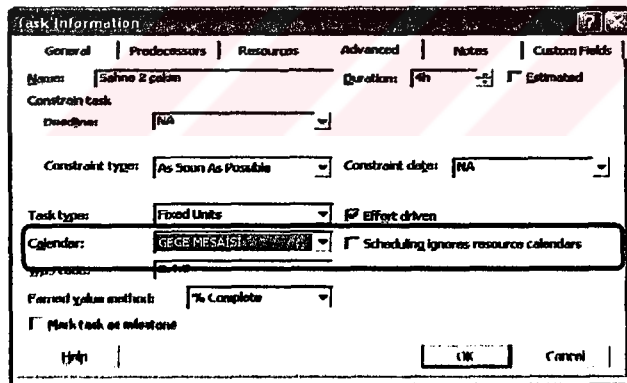 Task Information
General Predecessors Resources Advanced Notes Custom Fields
Name: Sahne 2 çekim Duration: 4h Estimated
Constrain task
Deadline: NA
Constraint type: As Soon As Possible Constraint date: NA
Task type: Fixed Units Effort driven
Calendar: GECE MESAİSİ Scheduling ignores resource calendars
Earned value method: % Complete
Mark task as milestone
Help OK Cancel